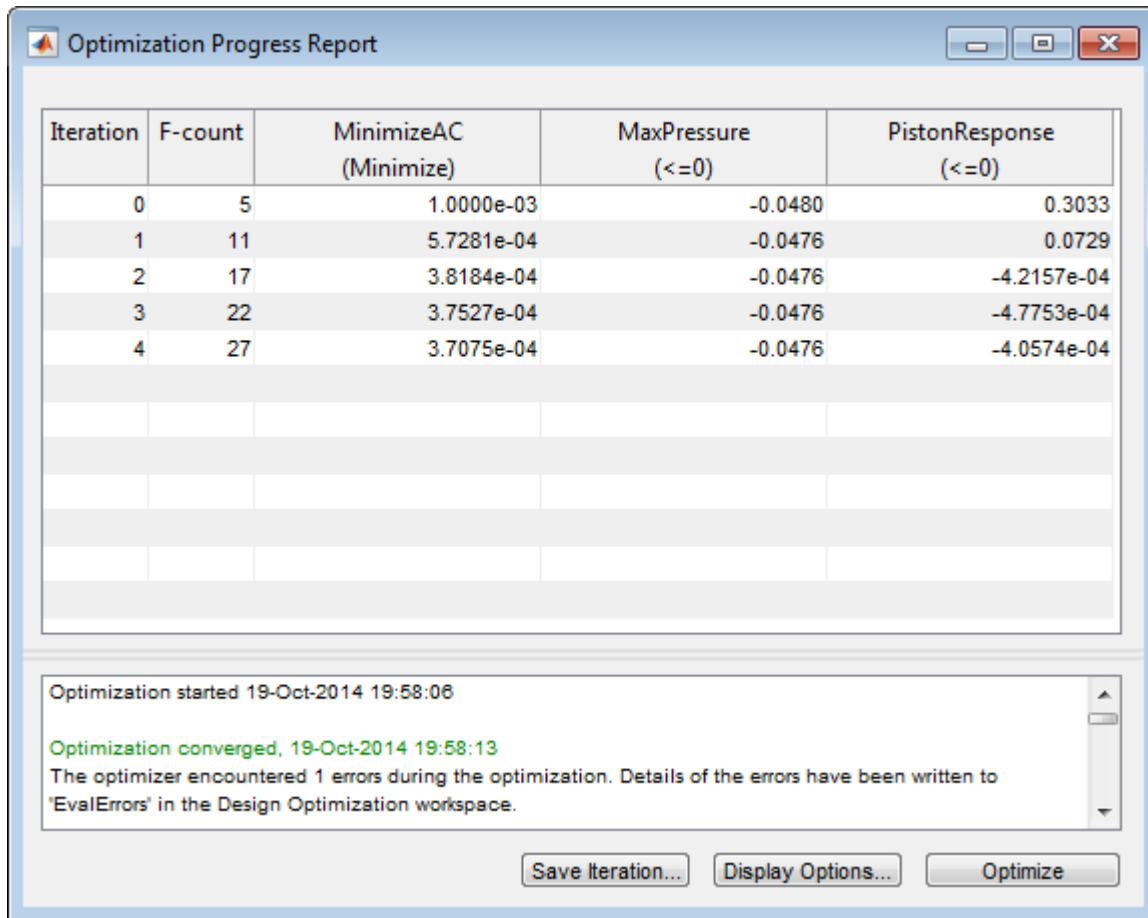 Optimization Progress Report
Iteration F-count MinimizeAC MaxPressure PistonResponse
(Minimize) (<=0) (<=0)
0 5 1.0000e-03 -0.0480 0.3033
1 11 5.7281e-04 -0.0476 0.0729
2 17 3.8184e-04 -0.0476 -4.2157e-04
3 22 3.7527e-04 -0.0476 -4.7753e-04
4 27 3.7075e-04 -0.0476 -4.0574e-04
Optimization started 19-Oct-2014 19:58:06
Optimization converged, 19-Oct-2014 19:58:13
The optimizer encountered 1 errors during the optimization. Details of the errors have been written to
'EvalErrors' in the Design Optimization workspace.
Save Iteration... Display Options... Optimize